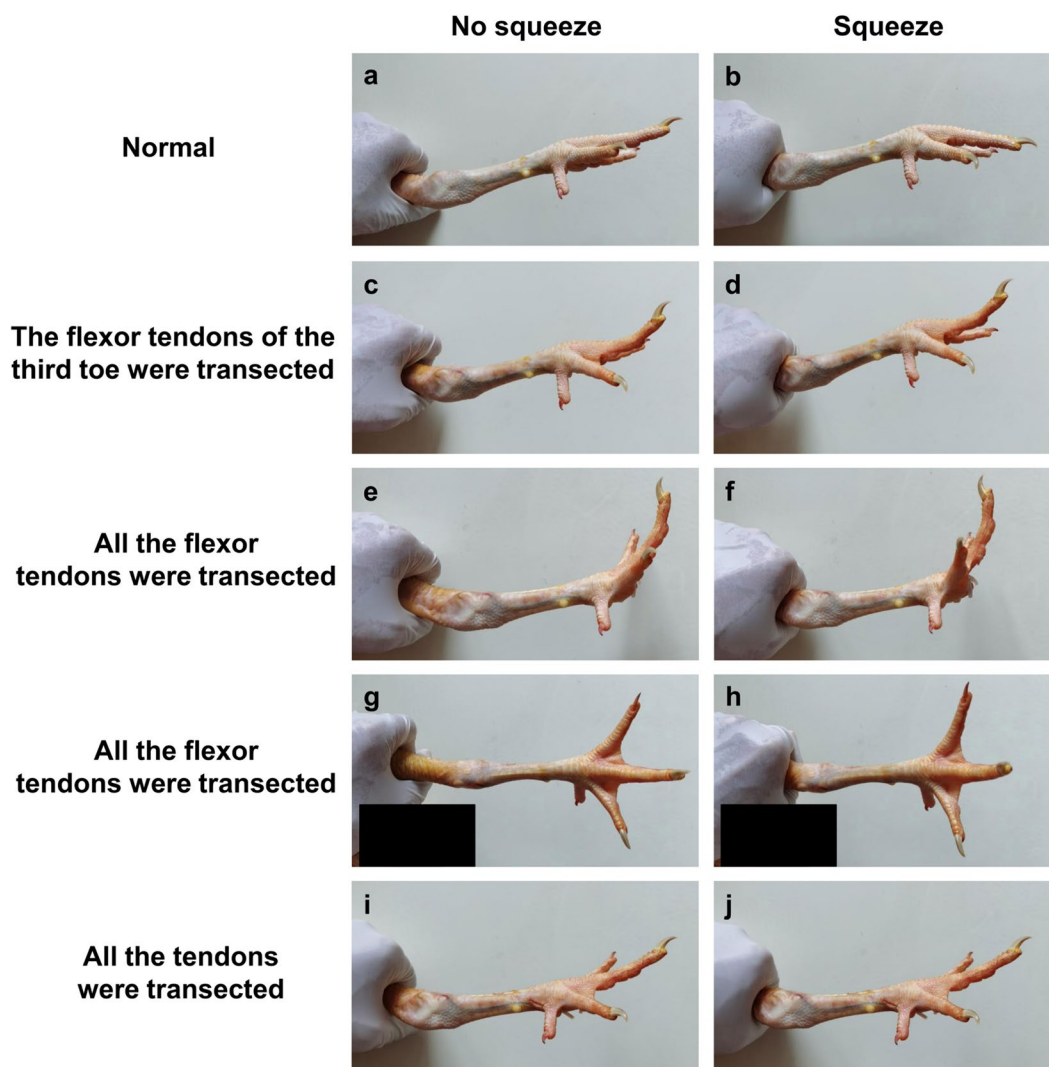 No squeeze
Squeeze
Normal
a
b
The flexor tendons of the
third toe were transected
c
d
All the flexor
tendons were transected
e
f
All the flexor
tendons were transected
g
h
All the tendons
were transected
i
j